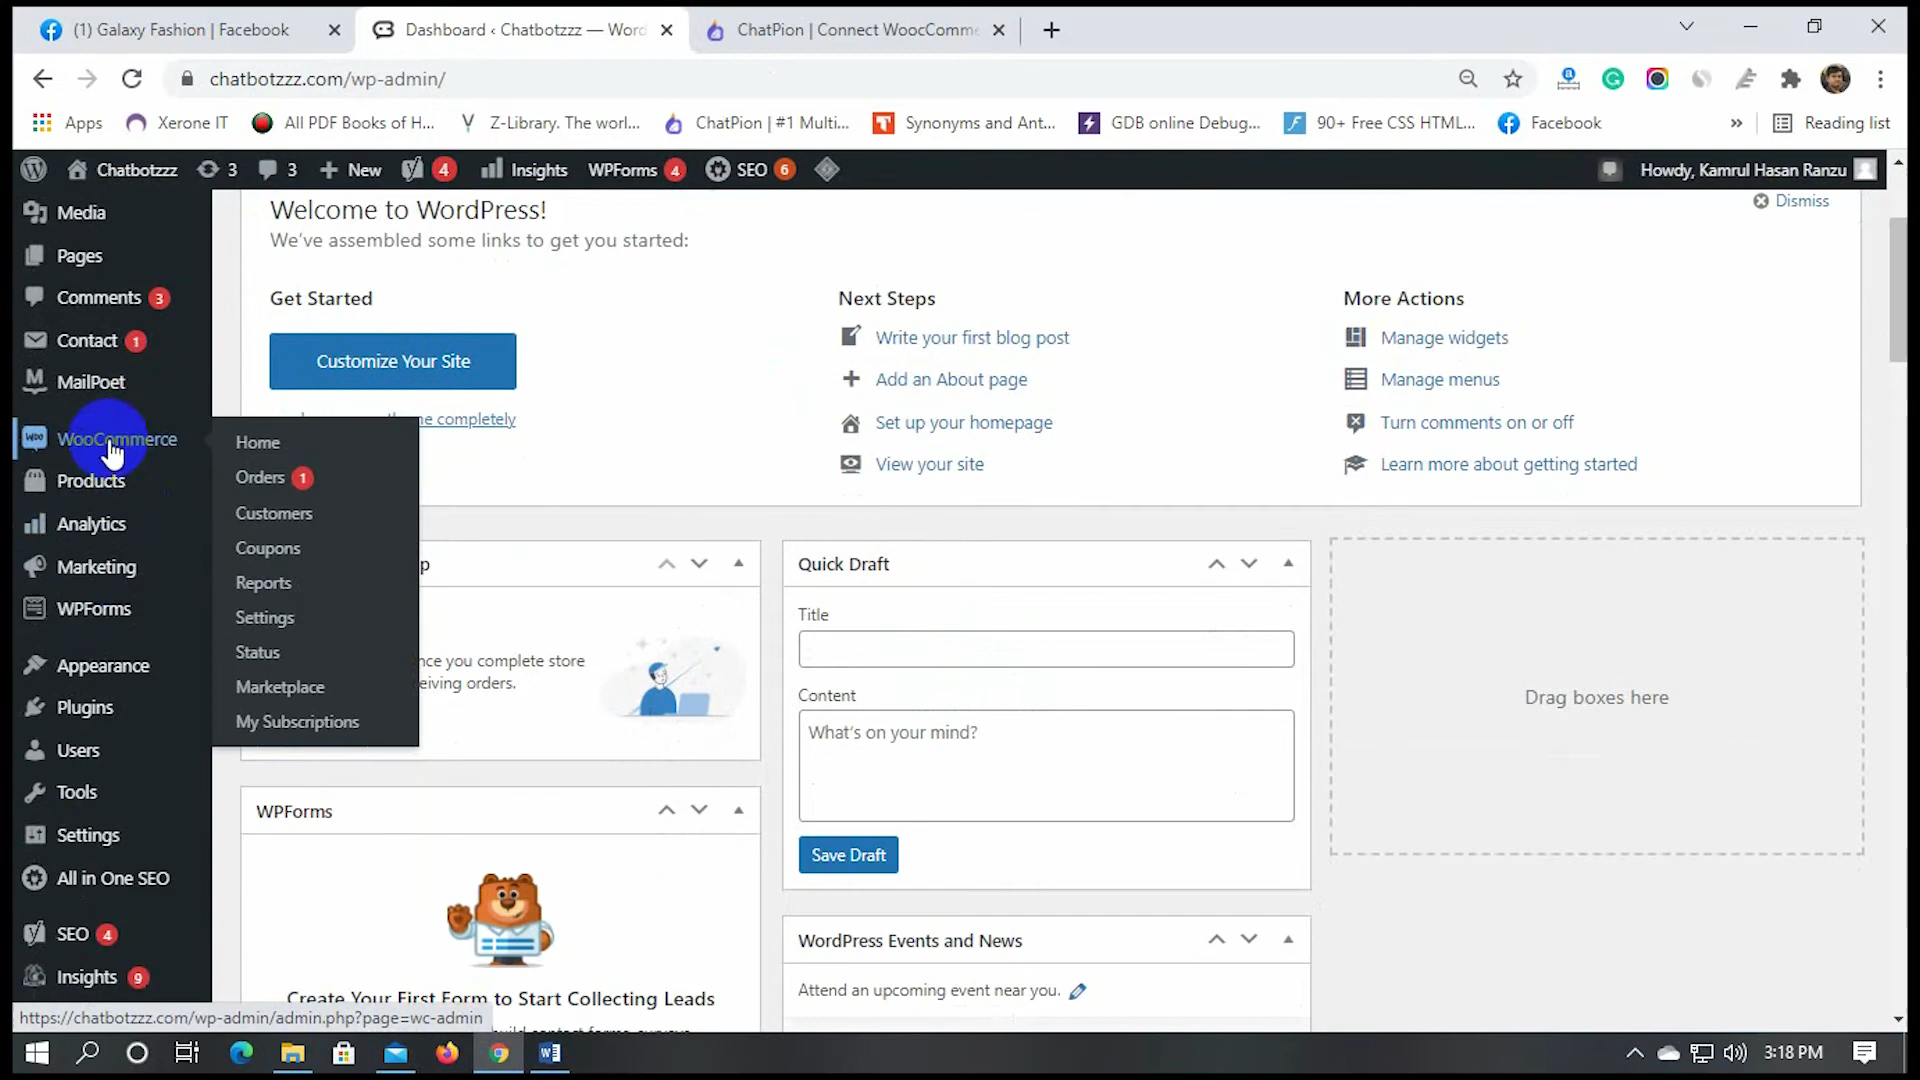 (1) Galaxy Fashion | Facebook
Dashboard ‹ Chatbotzzz — Word
ChatPion | Connect WoocComme
chatbotzzz.com/wp-admin/
Apps
Xerone IT
All PDF Books of H...
Z-Library. The worl...
ChatPion | #1 Multi...
Synonyms and Ant...
GDB online Debug...
90+ Free CSS HTML...
Facebook
»
Reading list
Chatbotzzz
3
3
+ New
4
Insights
WPForms 4
SEO 6
Howdy, Kamrul Hasan Ranzu
Media
Pages
Comments 3
Contact 1
MailPoet
WooCommerce
Products
Analytics
Marketing
WPForms
Appearance
Plugins
Users
Tools
Settings
All in One SEO
SEO 4
Insights 9
Home
Orders 1
Customers
Coupons
Reports
Settings
Status
Marketplace
My Subscriptions
Welcome to WordPress!
We've assembled some links to get you started:
Dismiss
Get Started
Customize Your Site
me completely
Next Steps
Write your first blog post
Add an About page
Set up your homepage
View your site
More Actions
Manage widgets
Manage menus
Turn comments on or off
Learn more about getting started
p
nce you complete store
eiving orders.
WPForms
Create Your First Form to Start Collecting Leads
Quick Draft
Title
Content
What's on your mind?
Save Draft
WordPress Events and News
Attend an upcoming event near you.
Drag boxes here
https://chatbotzzz.com/wp-admin/admin.php?page=wc-admin
3:18 PM